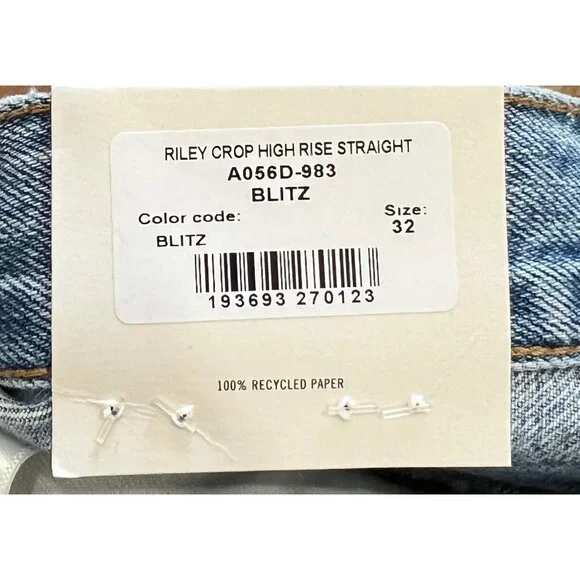 RILEY CROP HIGH RISE STRAIGHT
A056D-983
BLITZ
Color code: Size:
BLITZ 32
193693 270123
100% RECYCLED PAPER